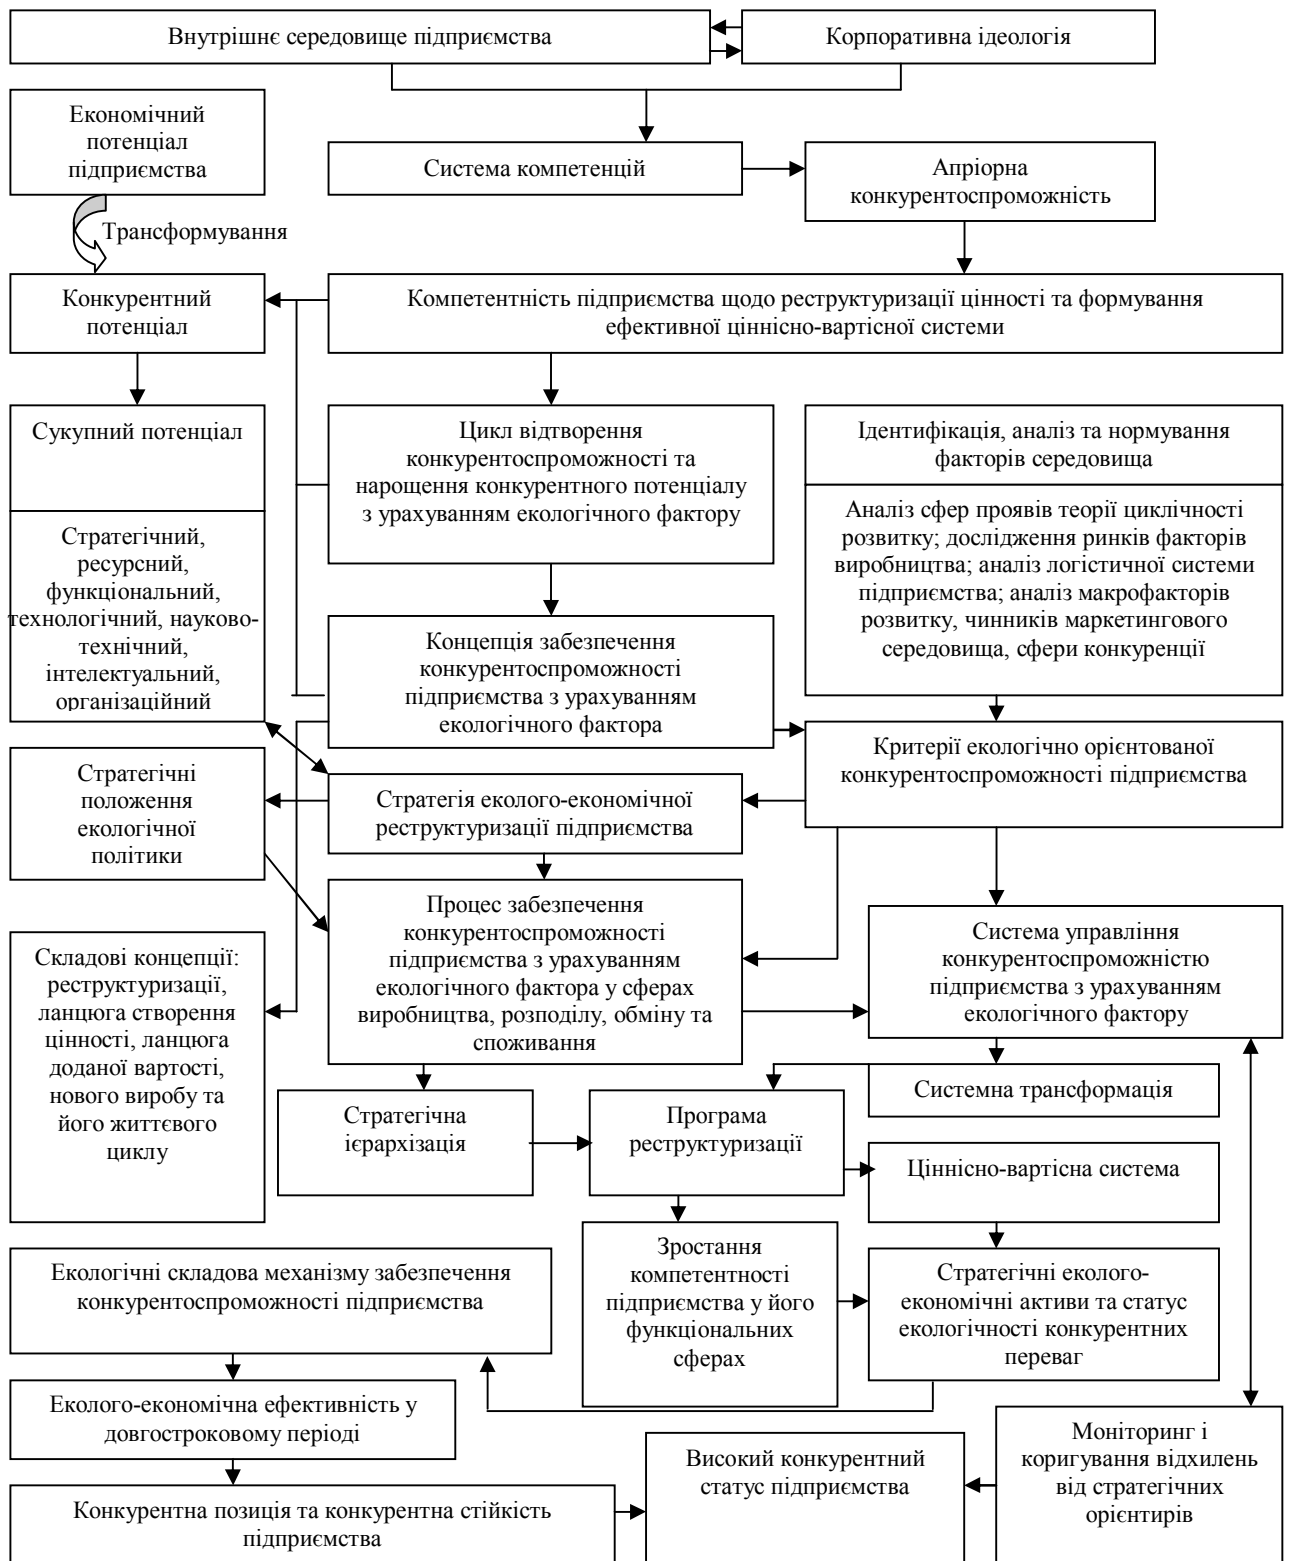 Внутрішнє середовище підприємства
Корпоративна ідеологія
Економічний
потенціал
підприємства
Система компетенцій
Апріорна
конкурентоспроможність
Трансформування
Конкурентний
потенціал
Компетентність підприємства щодо реструктуризації цінності та формування
ефективної ціннісно-вартісної системи
Сукупний потенціал
Цикл відтворення
конкурентоспроможності та
нарощення конкурентного потенціалу
з урахуванням екологічного фактору
Ідентифікація, аналіз та нормування
факторів середовища
Стратегічний,
ресурсний,
функціональний,
технологічний, науково-
технічний,
інтелектуальний,
організаційний
Аналіз сфер проявів теорії циклічності
розвитку; дослідження ринків факторів
виробництва; аналіз логістичної системи
підприємства; аналіз макрофакторів
розвитку, чинників маркетингового
середовища, сфери конкуренції
Концепція забезпечення
конкурентоспроможності
підприємства з урахуванням
екологічного фактора
Критерії екологічно орієнтованої
конкурентоспроможності підприємства
Стратегічні
положення
екологічної
політики
Стратегія еколого-економічної
реструктуризації підприємства
Процес забезпечення
конкурентоспроможності
підприємства з урахуванням
екологічного фактора у сферах
виробництва, розподілу, обміну та
споживання
Система управління
конкурентоспроможністю
підприємства з урахуванням
екологічного фактору
Складові концепції:
реструктуризації,
ланцюга створення
цінності, ланцюга
доданої вартості,
нового виробу та
його життєвого
циклу
Системна трансформація
Стратегічна
ієрархізація
Програма
реструктуризації
Ціннісно-вартісна система
Зростання
компетентності
підприємства у його
функціональних
сферах
Стратегічні еколого-
економічні активи та статус
екологічності конкурентних
переваг
Екологічні складова механізму забезпечення
конкурентоспроможності підприємства
Еколого-економічна ефективність у
довгостроковому періоді
Високий конкурентний
статус підприємства
Моніторинг і
коригування відхилень
від стратегічних
орієнтирів
Конкурентна позиція та конкурентна стійкість
підприємства